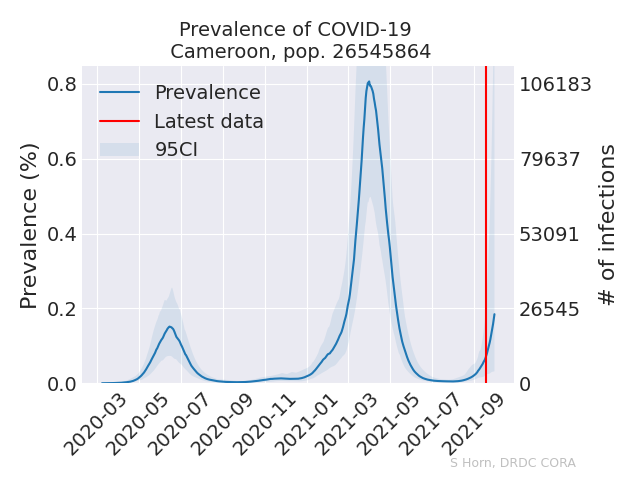 Prevalence of COVID-19
Cameroon, pop. 26545864
Prevalence (%)
0.8
0.6
0.4
0.2
0.0
Prevalence
Latest data
95CI
106183
79637
53091
26545
0
# of infections
2020-03
2020-05
2020-07
2020-09
2020-11
2021-01
2021-03
2021-05
2021-07
2021-09
S Horn, DRDC CORA